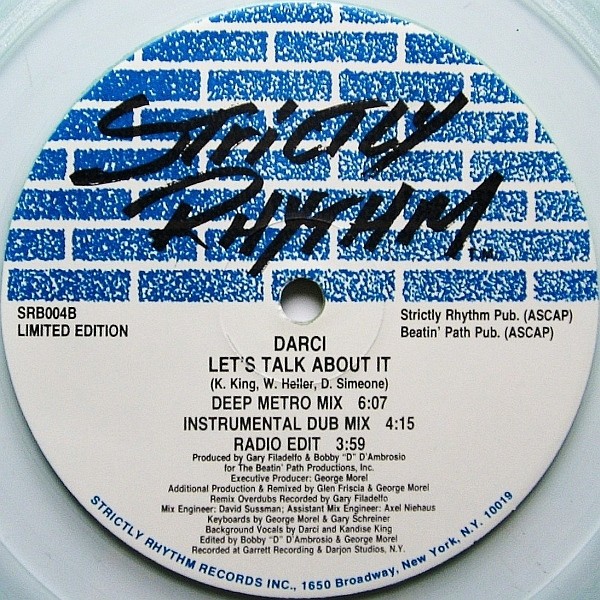 Strictly
Rhythm
TM
SRB004B
LIMITED EDITION
Strictly Rhythm Pub. (ASCAP)
Beatin' Path Pub. (ASCAP)
DARCI
LET'S TALK ABOUT IT
(K. King, W. Heller, D. Simeone)
DEEP METRO MIX 6:07
INSTRUMENTAL DUB MIX 4:15
RADIO EDIT 3:59
Produced by Gary Filadelfo & Bobby "D" D'Ambrosio
for The Beatin' Path Productions, Inc.
Executive Producer: George Morel
Additional Production & Remixed by Glen Friscia & George Morel
Remix Overdubs Recorded by Gary Filadelfo
Mix Engineer: David Sussman; Assistant Mix Engineer: Axel Niehaus
Keyboards by George Morel & Gary Schreiner
Background Vocals by Darci and Kandise King
Edited by Bobby "D" D'Ambrosio & George Morel
Recorded at Garrett Recording & Darjon Studios, N.Y.
STRICTLY RHYTHM RECORDS INC., 1650 Broadway, New York, N.Y. 10019